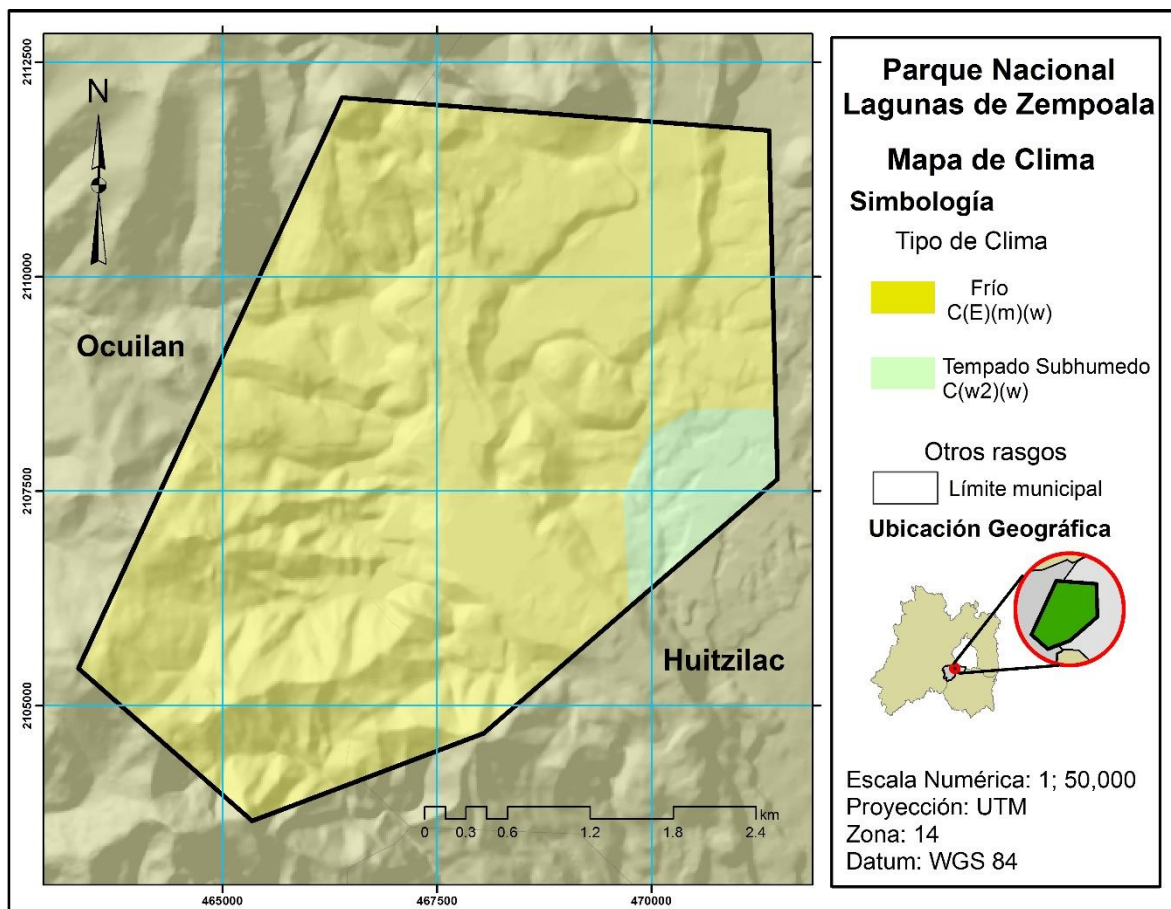 2112500
2110000
2107500
2105000
N
Ocuilan
Huitzilac
km
0 0.3 0.6 1.2 1.8 2.4
465000 467500 470000
Parque Nacional
Lagunas de Zempoala
Mapa de Clima
Simbología
Tipo de Clima
Frío
C(E)(m)(w)
Tempado Subhumedo
C(w2)(w)
Otros rasgos
Límite municipal
Ubicación Geográfica
Escala Numérica: 1; 50,000
Proyección: UTM
Zona: 14
Datum: WGS 84